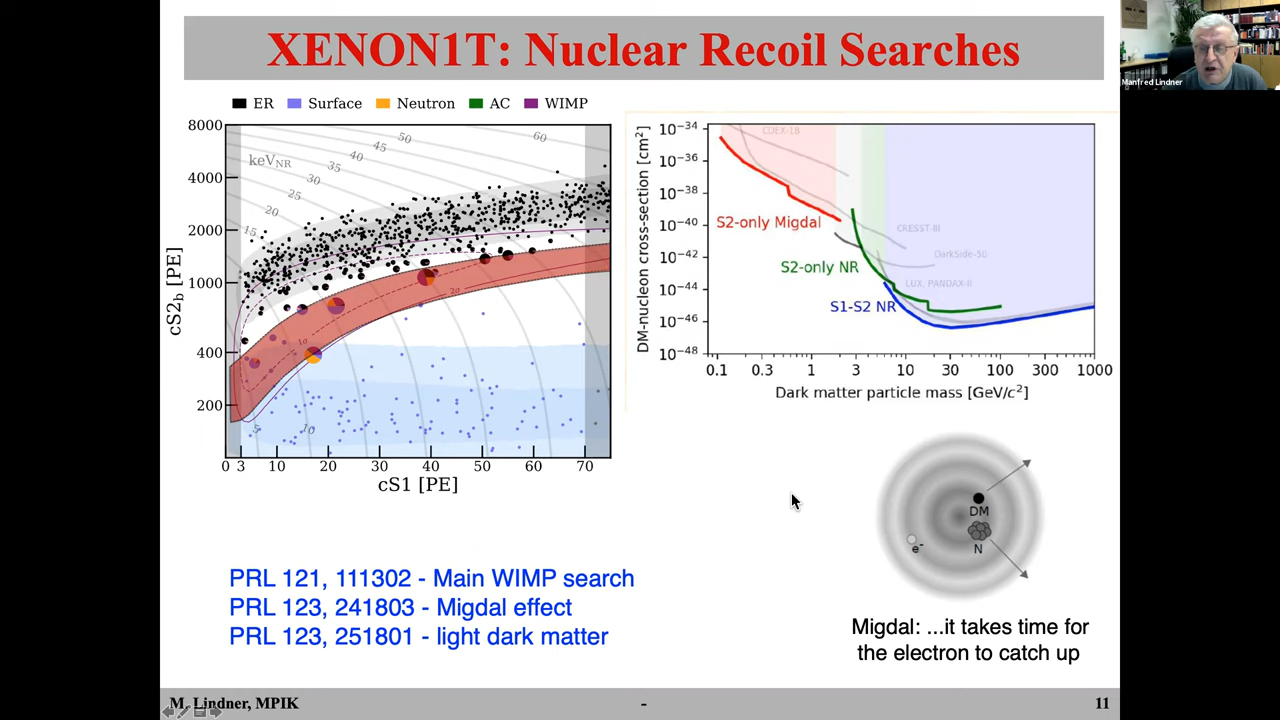 XENON1T: Nuclear Recoil Searches
Manfred Lindner
ER Surface Neutron AC WIMP
8000
4000
2000
1000
400
200
cS2b [PE]
keVNR
15
20
25
30
35
40
45
50
60
10
20
5
10
0 3 10 20 30 40 50 60 70
cS1 [PE]
DM-nucleon cross-section [cm²]
10⁻³⁴
10⁻³⁶
10⁻³⁸
10⁻⁴⁰
10⁻⁴²
10⁻⁴⁴
10⁻⁴⁶
10⁻⁴⁸
CDEX-18
S2-only Migdal
CRESST-III
DarkSide-50
S2-only NR
LUX, PANDAX-II
S1-S2 NR
0.1 0.3 1 3 10 30 100 300 1000
Dark matter particle mass [GeV/c²]
DM
e⁻
N
PRL 121, 111302 - Main WIMP search
PRL 123, 241803 - Migdal effect
PRL 123, 251801 - light dark matter
Migdal: ...it takes time for
the electron to catch up
M. Lindner, MPIK - 11